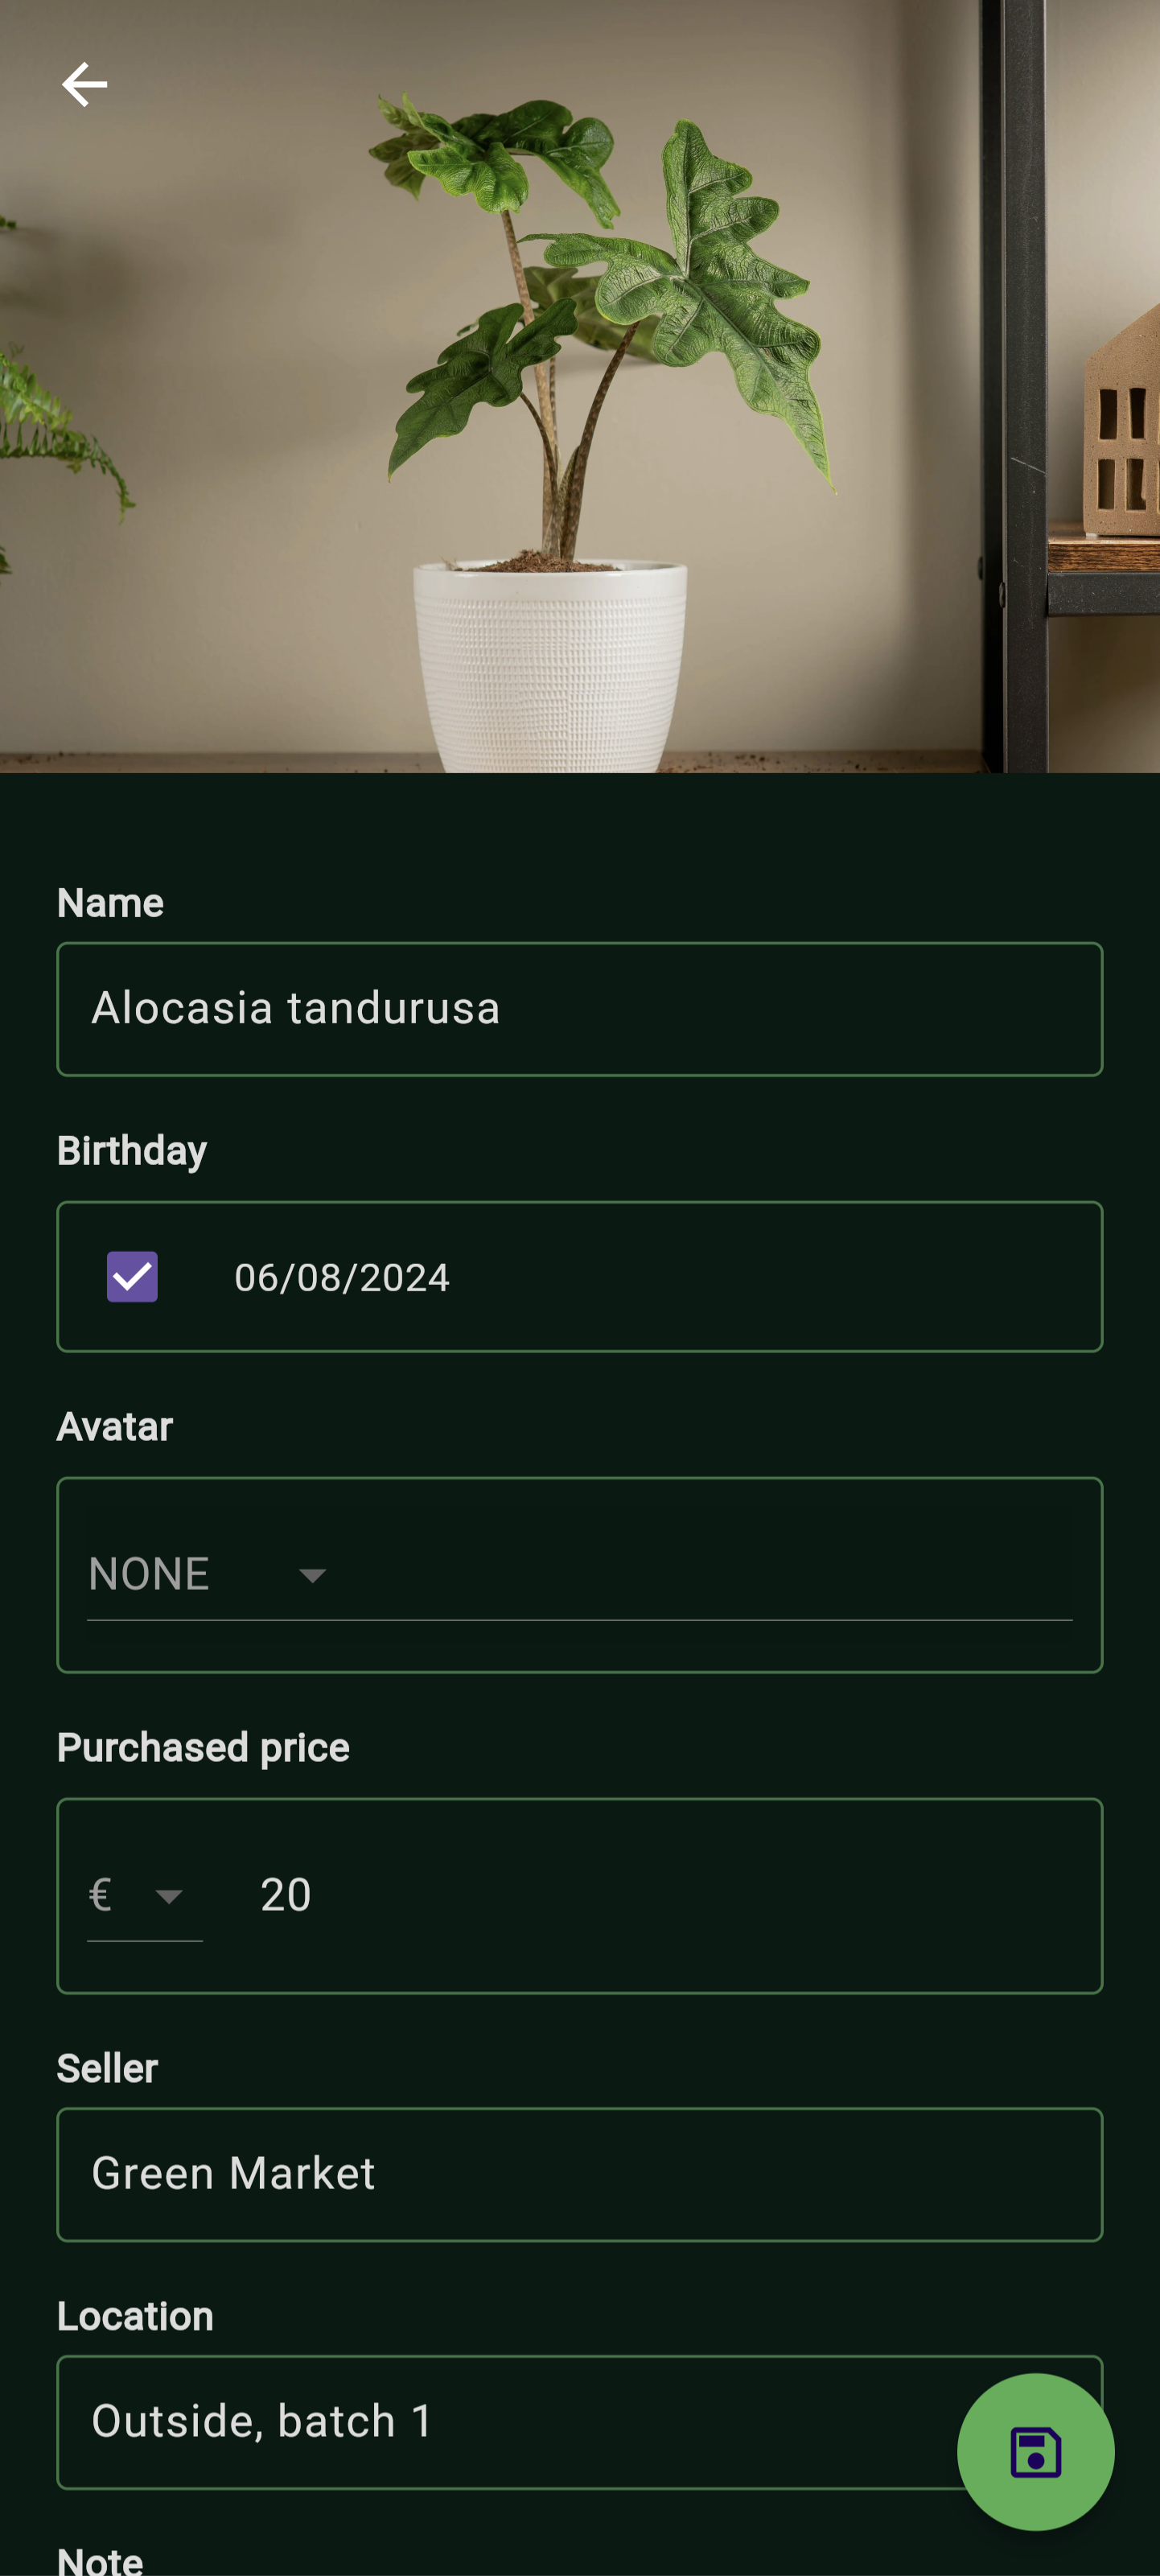 Name
Alocasia tandurusa
Birthday
06/08/2024
Avatar
NONE
Purchased price
€ 20
Seller
Green Market
Location
Outside, batch 1
Note